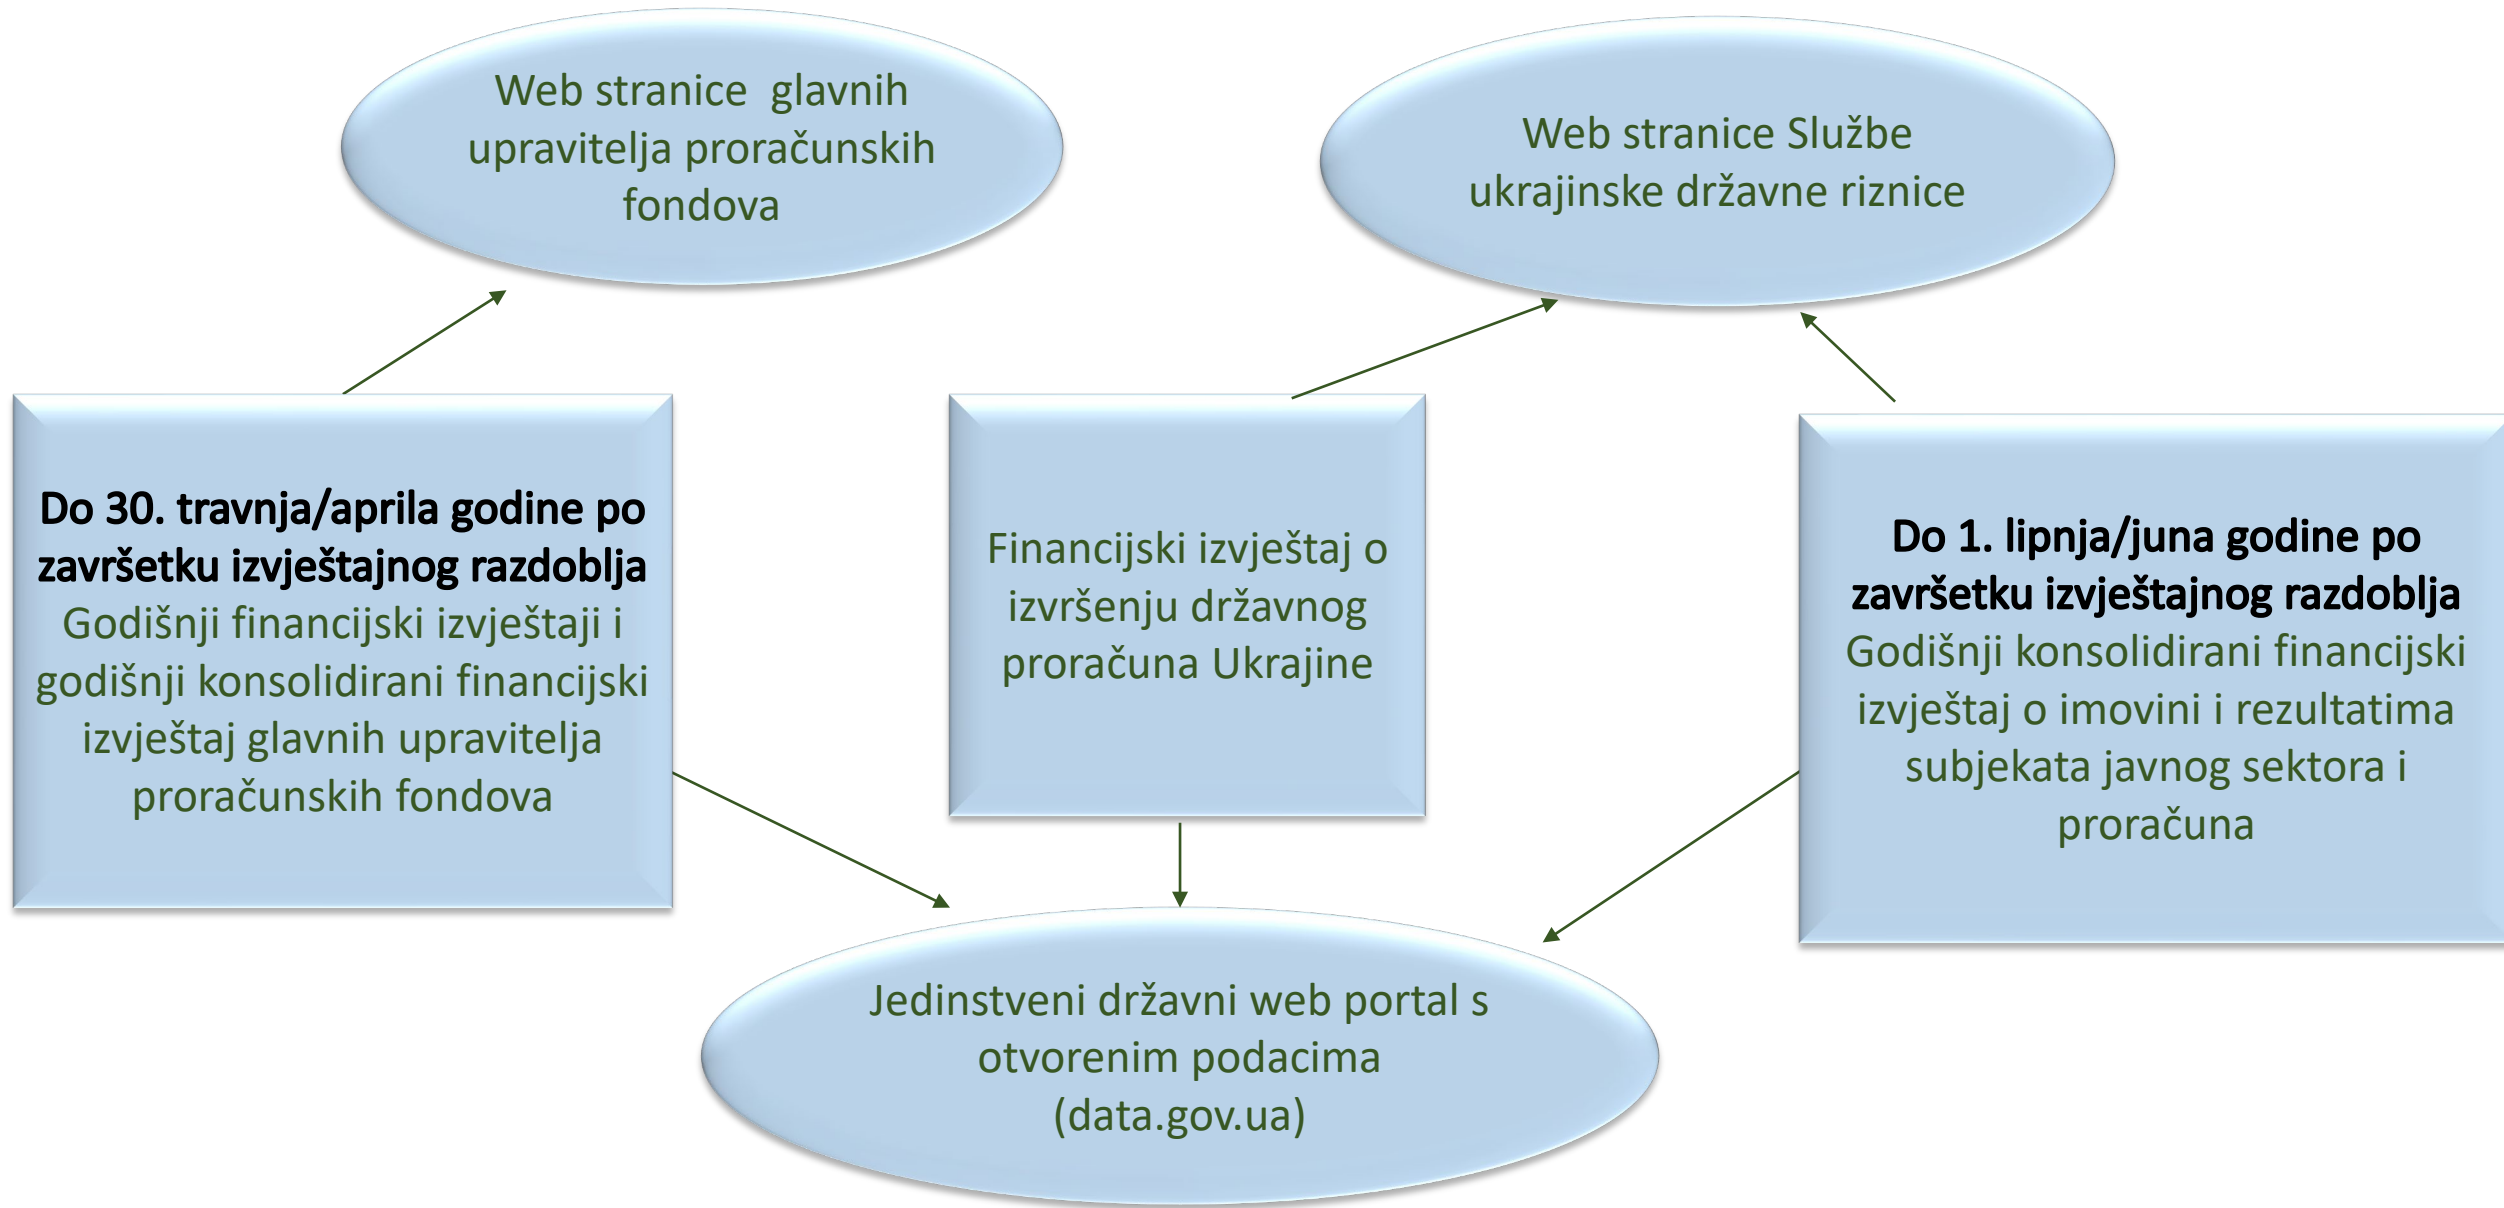 Web stranice glavnih
upravitelja proračunskih
fondova
Web stranice Službe
ukrajinske državne riznice
Do 30. travnja/aprila godine po
završetku izvještajnog razdoblja
Godišnji financijski izvještaji i
godišnji konsolidirani financijski
izvještaj glavnih upravitelja
proračunskih fondova
Financijski izvještaj o
izvršenju državnog
proračuna Ukrajine
Do 1. lipnja/juna godine po
završetku izvještajnog razdoblja
Godišnji konsolidirani financijski
izvještaj o imovini i rezultatima
subjekata javnog sektora i
proračuna
Jedinstveni državni web portal s
otvorenim podacima
(data.gov.ua)